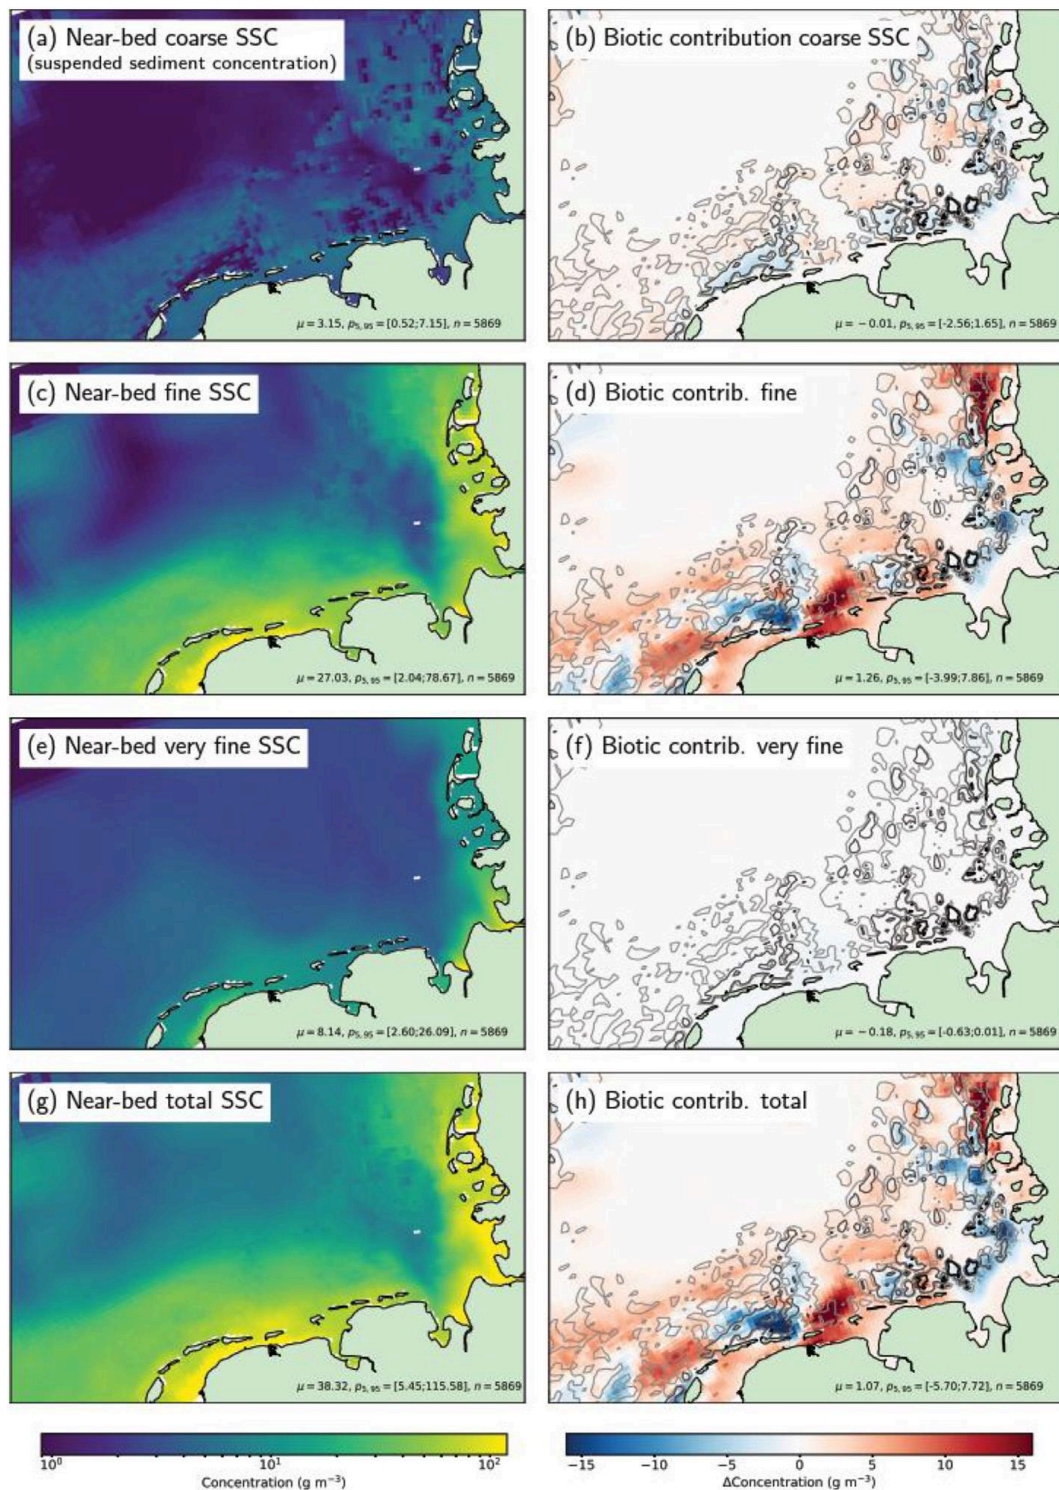 (a) Near-bed coarse SSC
(suspended sediment concentration)
μ = 3.15, p₅,₉₅ = [0.52;7.15], n = 5869
(b) Biotic contribution coarse SSC
μ = −0.01, p₅,₉₅ = [-2.56;1.65], n = 5869
(c) Near-bed fine SSC
μ = 27.03, p₅,₉₅ = [2.04;78.67], n = 5869
(d) Biotic contrib. fine
μ = 1.26, p₅,₉₅ = [-3.99;7.86], n = 5869
(e) Near-bed very fine SSC
μ = 8.14, p₅,₉₅ = [2.60;26.09], n = 5869
(f) Biotic contrib. very fine
μ = −0.18, p₅,₉₅ = [-0.63;0.01], n = 5869
(g) Near-bed total SSC
μ = 38.32, p₅,₉₅ = [5.45;115.58], n = 5869
(h) Biotic contrib. total
μ = 1.07, p₅,₉₅ = [-5.70;7.72], n = 5869
10⁰ 10¹ 10²
Concentration (g m⁻³)
−15 −10 −5 0 5 10 15
ΔConcentration (g m⁻³)